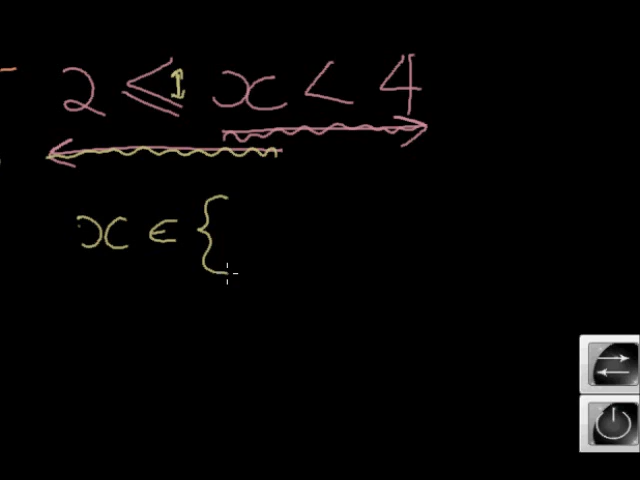 - 2 ≤ x < 4
x ∈ {